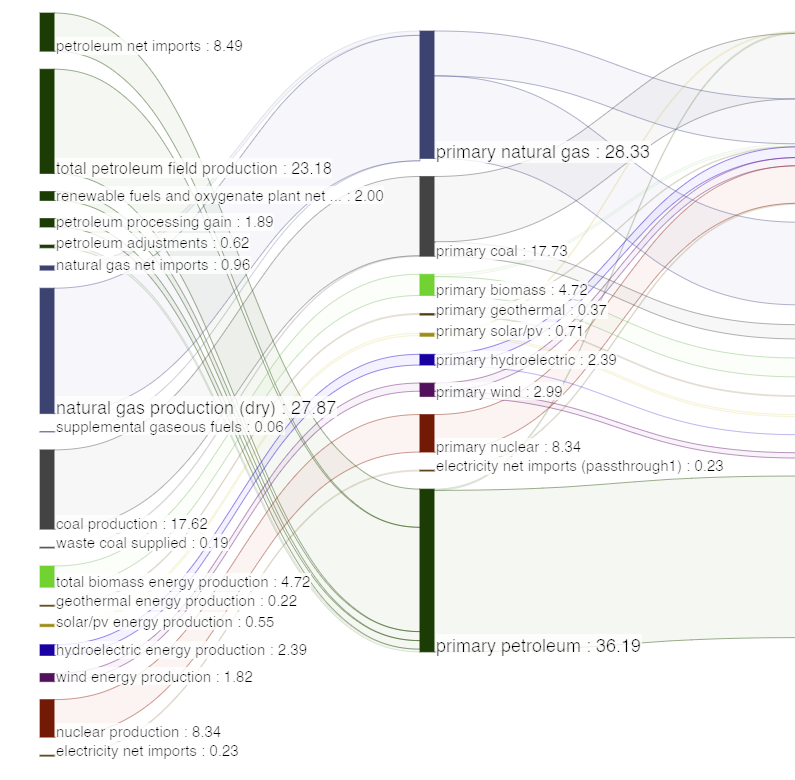 petroleum net imports : 8.49
total petroleum field production : 23.18
renewable fuels and oxygenate plant net ... : 2.00
petroleum processing gain : 1.89
petroleum adjustments : 0.62
natural gas net imports : 0.96
natural gas production (dry) : 27.87
supplemental gaseous fuels : 0.06
coal production : 17.62
waste coal supplied : 0.19
total biomass energy production : 4.72
geothermal energy production : 0.22
solar/pv energy production : 0.55
hydroelectric energy production : 2.39
wind energy production : 1.82
nuclear production : 8.34
electricity net imports : 0.23
primary natural gas : 28.33
primary coal : 17.73
primary biomass : 4.72
primary geothermal : 0.37
primary solar/pv : 0.71
primary hydroelectric : 2.39
primary wind : 2.99
primary nuclear : 8.34
electricity net imports (passthrough1) : 0.23
primary petroleum : 36.19